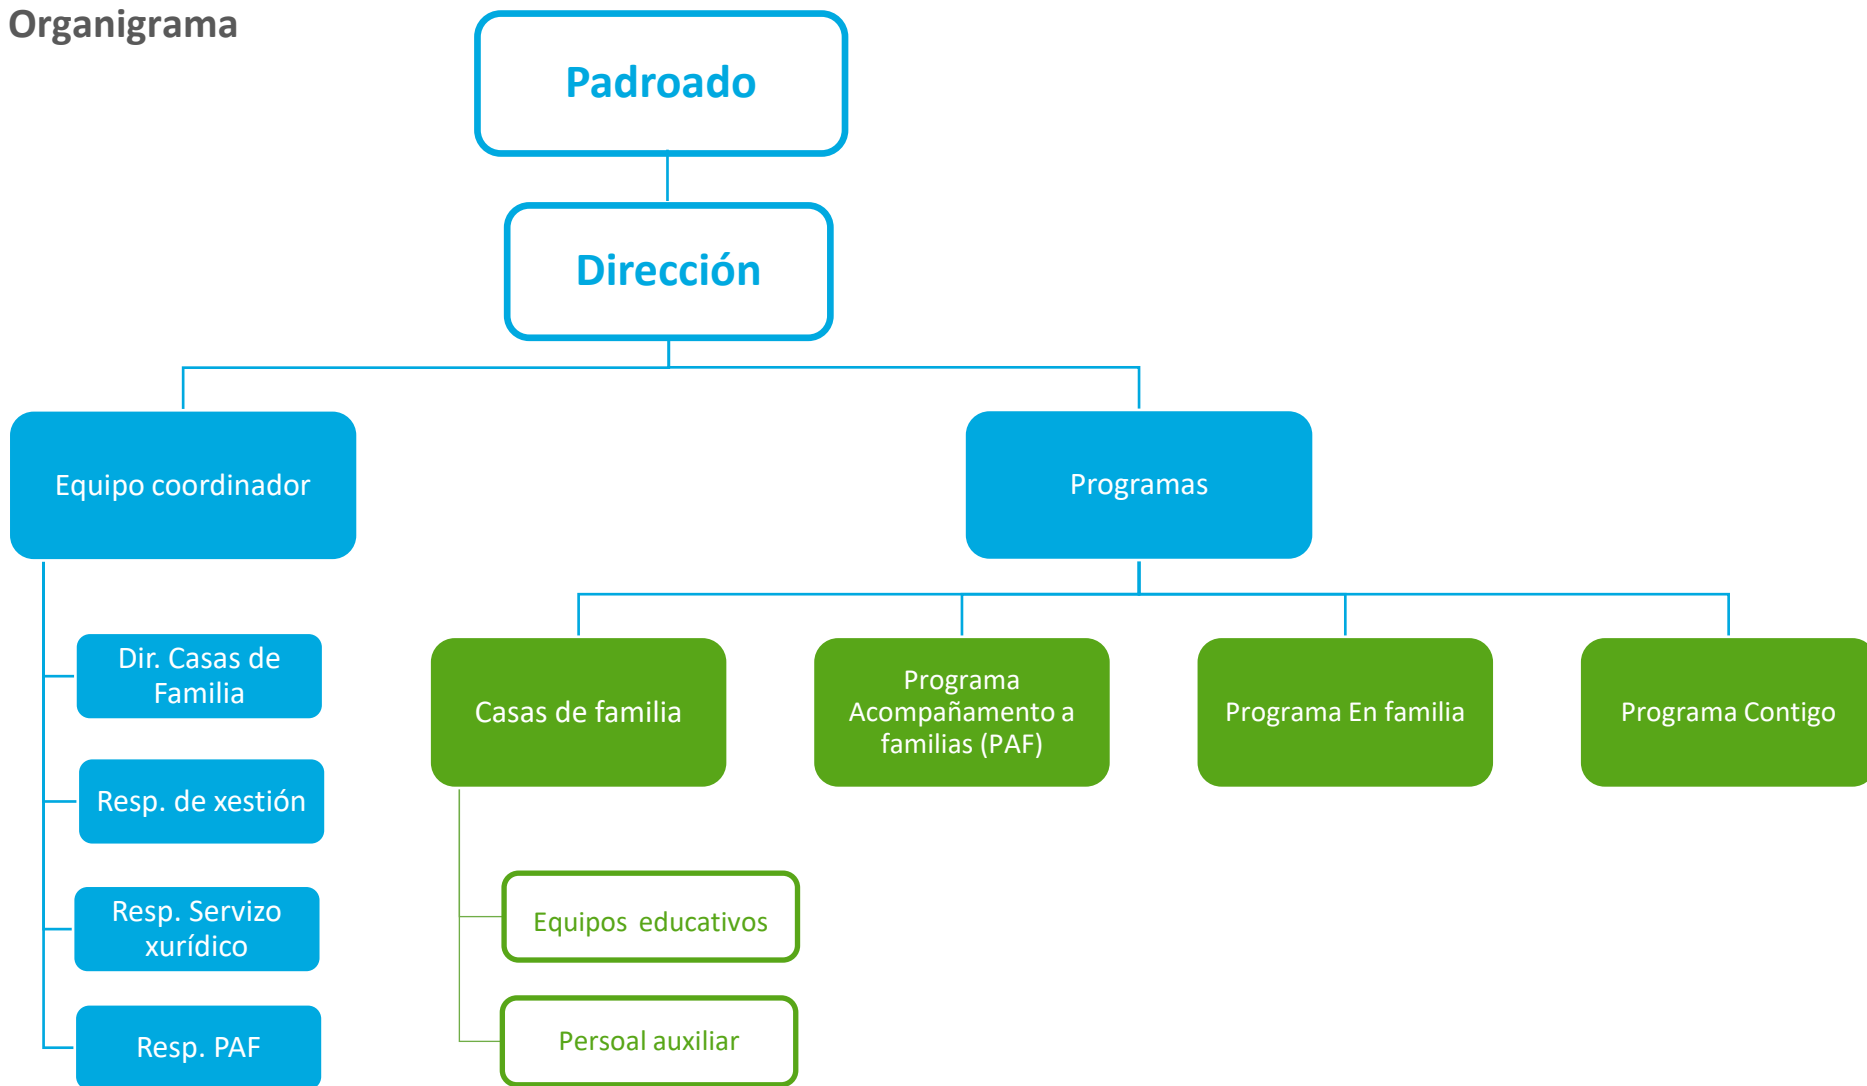 Organigrama
Padroado
Dirección
Equipo coordinador
Programas
Dir. Casas de
Familia
Resp. de xestión
Resp. Servizo
xurídico
Resp. PAF
Casas de familia
Programa
Acompañamento a
familias (PAF)
Programa En familia
Programa Contigo
Equipos educativos
Persoal auxiliar